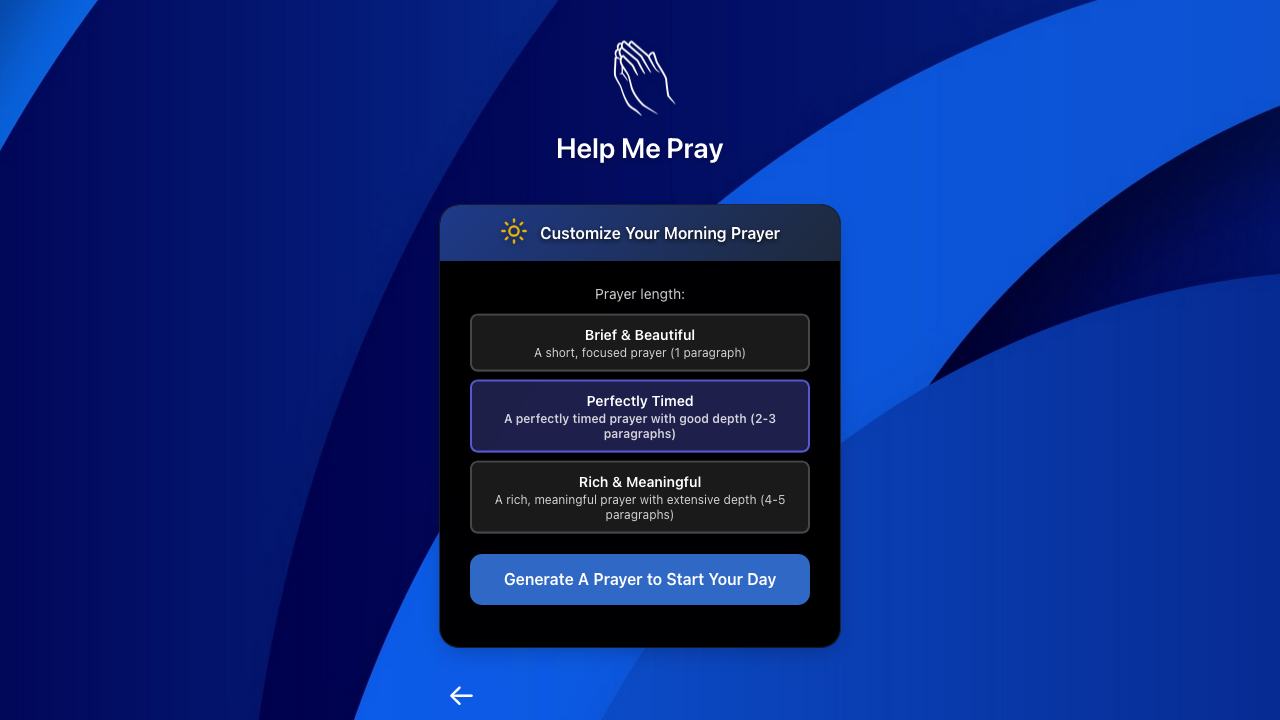 Help Me Pray
Customize Your Morning Prayer
Prayer length:
Brief & Beautiful
A short, focused prayer (1 paragraph)
Perfectly Timed
A perfectly timed prayer with good depth (2-3
paragraphs)
Rich & Meaningful
A rich, meaningful prayer with extensive depth (4-5
paragraphs)
Generate A Prayer to Start Your Day